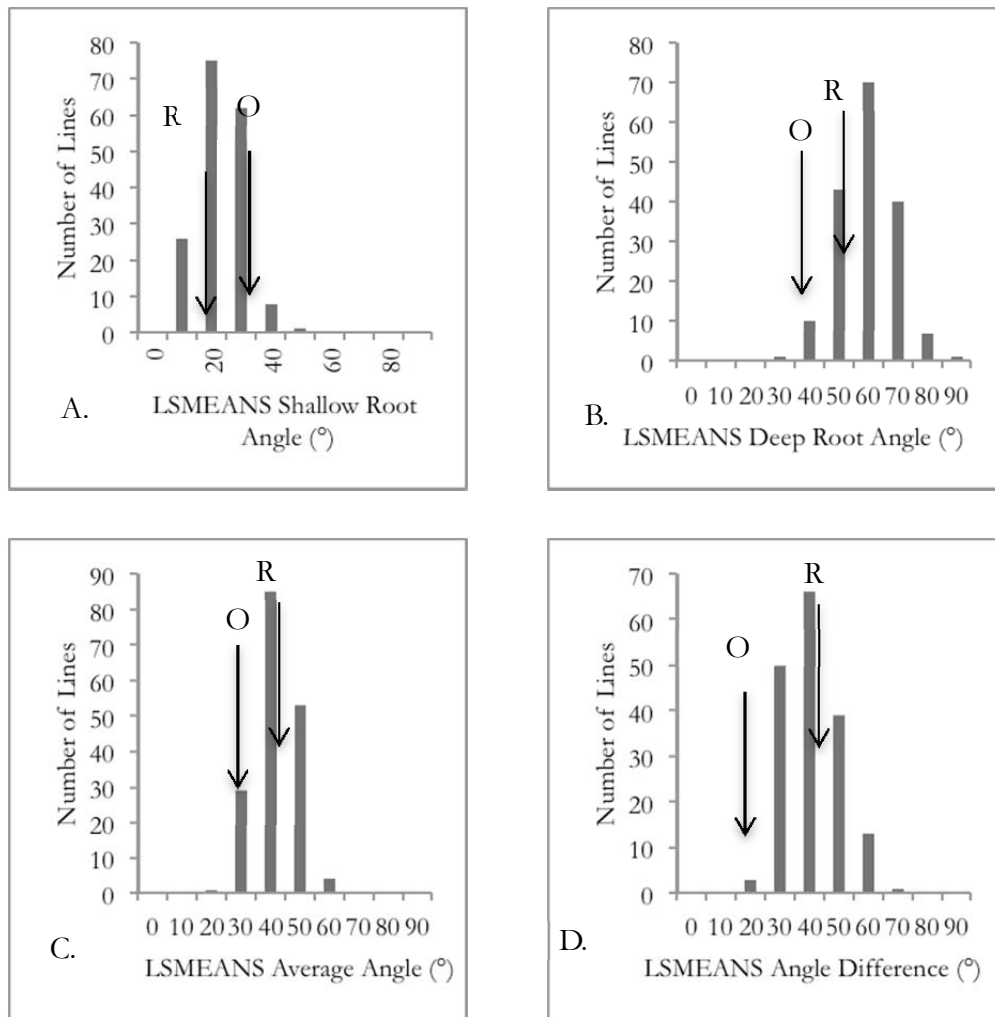 80
70
60
50
40
30
20
10
0
Number of Lines
R
O
0
20
40
60
80
A.
LSMEANS Shallow Root
Angle (°)
80
70
60
50
40
30
20
10
0
Number of Lines
R
O
0 10 20 30 40 50 60 70 80 90
B.
LSMEANS Deep Root Angle (°)
90
80
70
60
50
40
30
20
10
0
Number of Lines
R
O
0 10 20 30 40 50 60 70 80 90
C.
LSMEANS Average Angle (°)
70
60
50
40
30
20
10
0
Number of Lines
R
O
0 10 20 30 40 50 60 70 80 90
D.
LSMEANS Angle Difference (°)